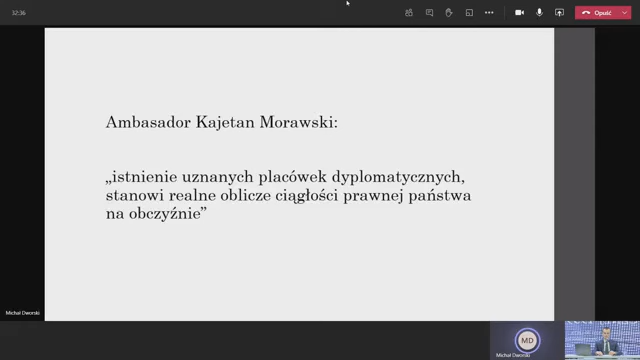 32:36
Opuść
Ambasador Kajetan Morawski:
„istnienie uznanych placówek dyplomatycznych,
stanowi realne oblicze ciągłości prawnej państwa
na obczyźnie”
Michał Dworski
MD
Michał Dworski